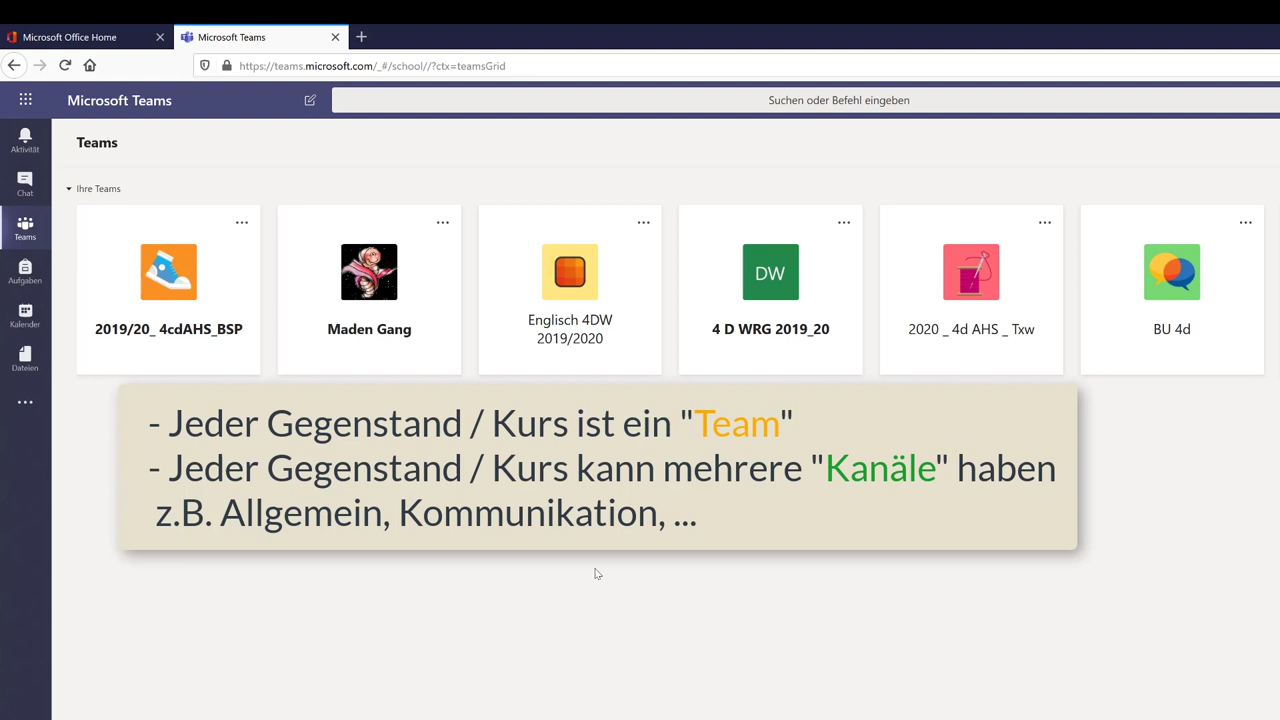 Microsoft Office Home
Microsoft Teams
https://teams.microsoft.com/_#/school//?ctx=teamsGrid
Microsoft Teams
Suchen oder Befehl eingeben
Aktivität
Chat
Teams
Aufgaben
Kalender
Dateien
Teams
Ihre Teams
2019/20_ 4cdAHS_BSP
Maden Gang
Englisch 4DW
2019/2020
DW
4 D WRG 2019_20
2020 _ 4d AHS _ Txw
BU 4d
- Jeder Gegenstand / Kurs ist ein "Team"
- Jeder Gegenstand / Kurs kann mehrere "Kanäle" haben
z.B. Allgemein, Kommunikation, ...